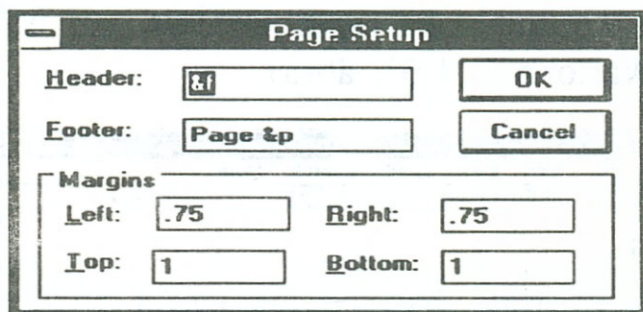 Page Setup
Header: &f OK
Footer: Page &p Cancel
Margins
Left: .75 Right: .75
Top: 1 Bottom: 1